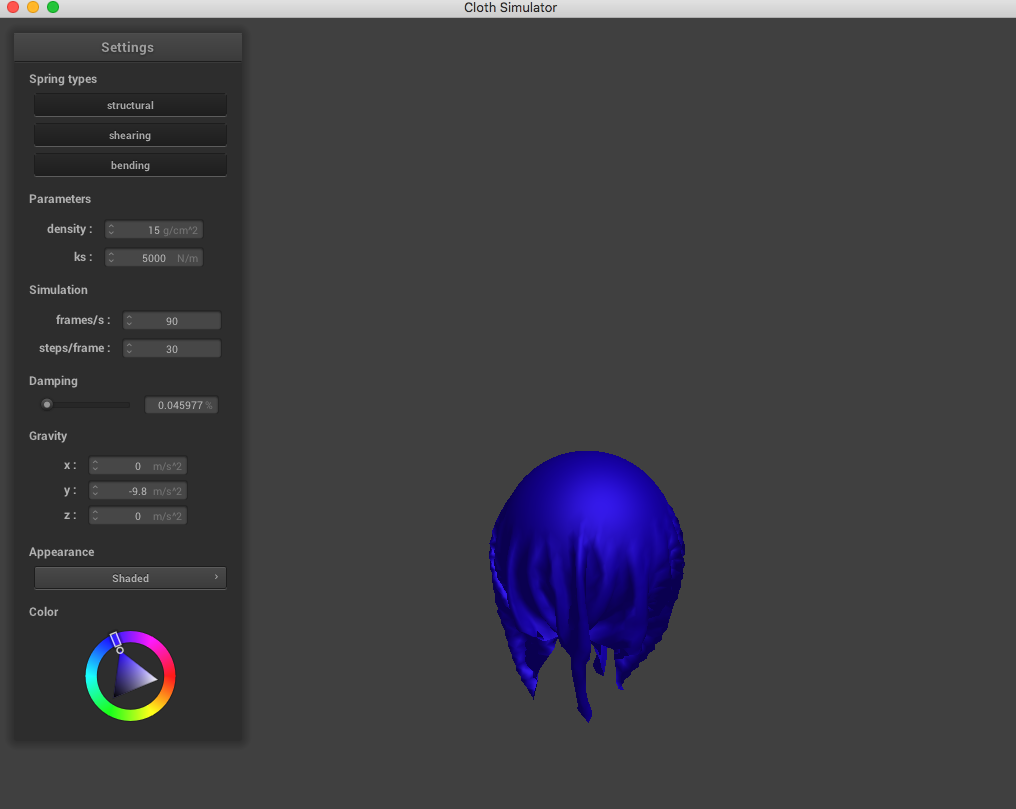 Cloth Simulator
Settings
Spring types
structural
shearing
bending
Parameters
density : 15 g/cm^2
ks : 5000 N/m
Simulation
frames/s : 90
steps/frame : 30
Damping
0.045977 %
Gravity
x : 0 m/s^2
y : -9.8 m/s^2
z : 0 m/s^2
Appearance
Shaded
Color